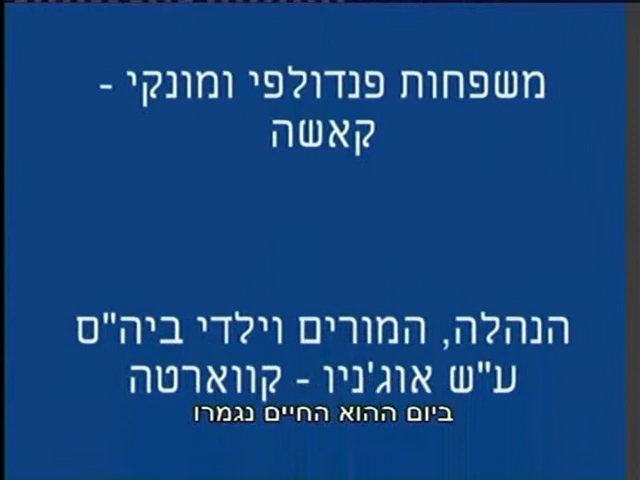 משפחות פנדולפי ומונקי -
קאשה
הנהלה, המורים וילדי ביה"ס
ע"ש אוג'ניו - קווארטה
ביום ההוא החיים נגמרו